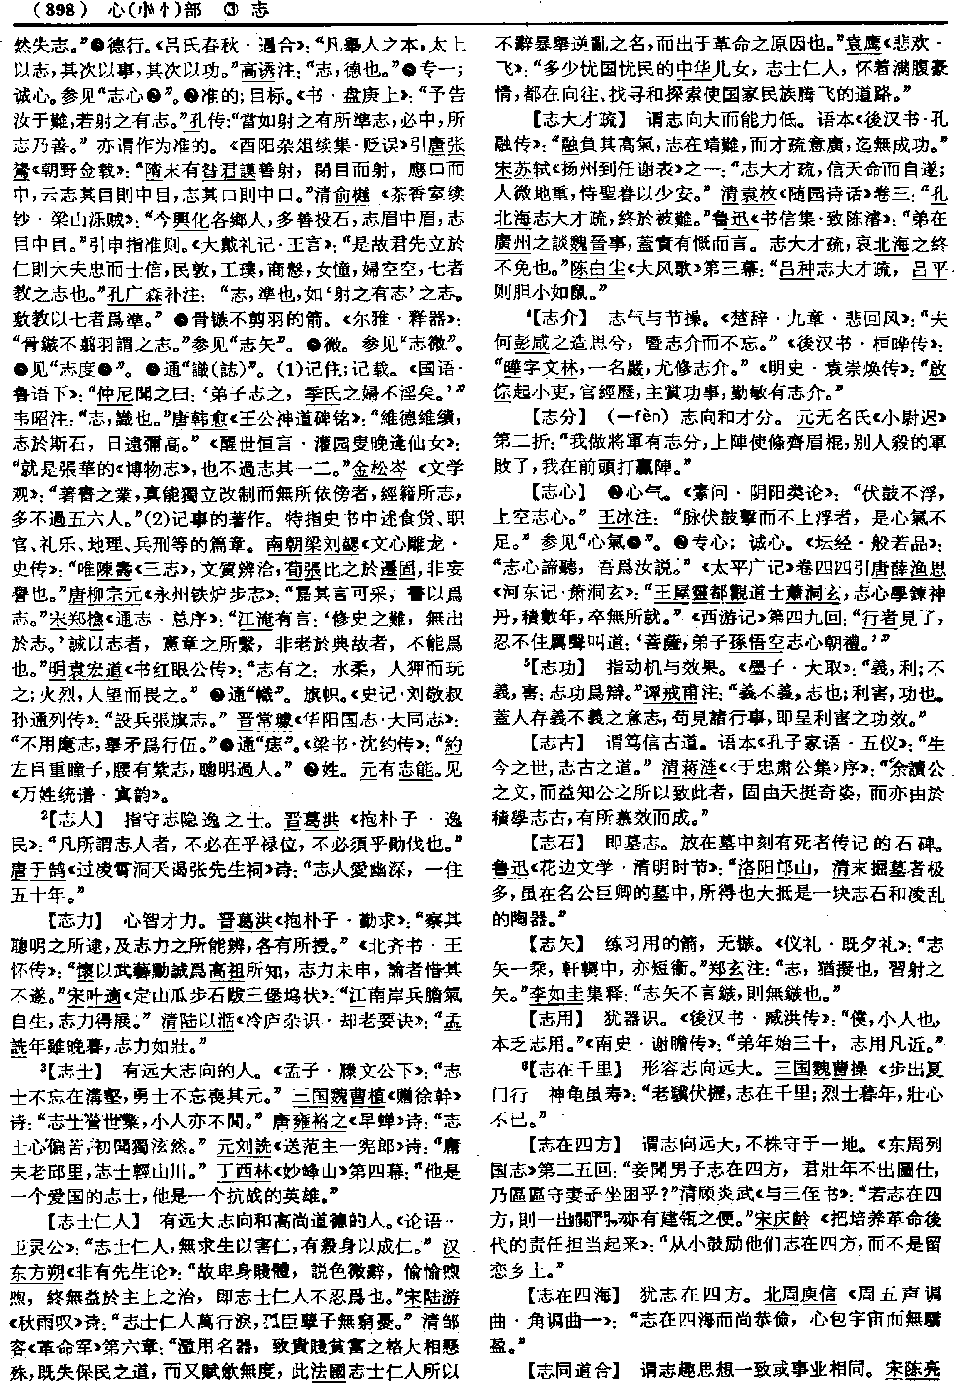 (398) 心(小忄)部 ③ 志
然失志。”●德行。《吕氏春秋·遇合》：“凡舉人之本，太上
以志，其次以事，其次以功。”高诱注：“志，德也。”●专一；
诚心。参见“志心❷”。●准的；目标。《书·盘庚上》：“予告
汝于難，若射之有志。”孔传：“當如射之有所準志，必中，所
志乃善。”亦谓作为准的。《酉阳杂俎续集·贬误》引唐张
鷟《朝野佥载》：“隋末有昝君謨善射，閉目而射，應口而
中，云志其目則中目，志其口則中口。”清俞樾《茶香室续
钞·梁山泺贼》：“今興化各鄉人，多善投石，志眉中眉，志
目中目。”引申指准则。《大戴礼记·王言》：“是故君先立於
仁則大夫忠而士信，民敦，工璞，商慤，女憧，婦空空，七者
教之志也。”孔广森补注：“志，準也，如‘射之有志’之志。
敎教以七者爲準。”●骨镞不剪羽的箭。《尔雅·释器》：
“骨鏃不翦羽謂之志。”参见“志矢”。●微。参见“志微”。
●见“志度●”。●通“識(誌)”。(1)记住；记载。《国语·
鲁语下》：“仲尼聞之曰：‘弟子志之，季氏之婦不淫矣。’”
韦昭注：“志，識也。”唐韩愈《王公神道碑铭》：“維德維績，
志於斯石，日遠彌高。”《醒世恒言·灌园叟晚逢仙女》：
“就是張華的《博物志》，也不過志其一二。”金松岑《文学
观》：“著書之業，真能獨立改制而無所依傍者，經籍所志，
多不過五六人。”(2)记事的著作。特指史书中述食货、职
官、礼乐、地理、兵刑等的篇章。南朝梁刘勰《文心雕龙·
史传》：“唯陳壽《三志》，文質辨洽，荀張比之於遷固，非妄
譽也。”唐柳宗元《永州铁炉步志》：“嘗其言可采，書以爲
志。”宋郑樵《通志·总序》：“江淹有言：‘修史之難，無出
於志。’誠以志者，憲章之所繫，非老於典故者，不能爲
也。”明袁宏道《书红眼公传》：“志有之：水柔，人狎而玩
之；火烈，人望而畏之。”●通“幟”。旗帜。《史记·刘敬叔
孙通列传》：“設兵張旗志。”晋常璩《华阳国志·大同志》：
“不用麾志，舉矛爲行伍。”●通“痣”。《梁书·沈约传》：“約
左目重瞳子，腰有紫志，聰明過人。”●姓。元有志能。见
《万姓统谱·寘韵》。
²【志人】 指守志隐逸之士。晋葛洪《抱朴子·逸
民》：“凡所謂志人者，不必在乎禄位，不必須乎勛伐也。”
唐于鹄《过凌霄洞天谒张先生祠》诗：“志人愛幽深，一住
五十年。”
【志力】 心智才力。晋葛洪《抱朴子·勤求》：“察其
聰明之所逮，及志力之所能辨，各有所授。”《北齐书·王
怀传》：“懷以武藝勳誠爲高祖所知，志力未申，論者惜其
不遂。”宋叶適《定山瓜步石跋三堡坞状》：“江南岸兵膽氣
自生，志力得展。”清陆以湉《冷庐杂识·却老要诀》：“孟
詵年雖晚暮，志力如壯。”
³【志士】 有远大志向的人。《孟子·滕文公下》：“志
士不忘在溝壑，勇士不忘喪其元。”三国魏曹植《赠徐幹》
诗：“志士營世業，小人亦不閒。”唐雍裕之《早蝉》诗：“志
士心偏苦，初聞獨泫然。”元刘詵《送范主一宪郎》诗：“庸
夫老邱里，志士輕山川。”丁西林《妙峰山》第四幕：“他是
一个爱国的志士，他是一个抗战的英雄。”
【志士仁人】 有远大志向和高尚道德的人。《论语·
卫灵公》：“志士仁人，無求生以害仁，有殺身以成仁。”汉
东方朔《非有先生论》：“故卑身賤體，説色微辭，愉愉煦
煦，終無益於主上之治，即志士仁人不忍爲也。”宋陆游
《秋雨叹》诗：“志士仁人萬行淚，孤臣孽子無窮憂。”清邹
容《革命军》第六章：“濫用名器，致貴賤貧富之格大相懸
殊，既失保民之道，而又賦斂無度，此法國志士仁人所以
不辭暴舉逆亂之名，而出于革命之原因也。”袁鹰《悲欢·
飞》：“多少忧国忧民的中华儿女，志士仁人，怀着满腹豪
情，都在向往、找寻和探索使国家民族腾飞的道路。”
【志大才疏】 谓志向大而能力低。语本《後汉书·孔
融传》：“融負其高氣，志在靖難，而才疏意廣，迄無成功。”
宋苏轼《扬州到任谢表》之一：“志大才疏，信天命而自遂；
人微地重，恃聖眷以少安。”清袁枚《随园诗话》卷三：“孔
北海志大才疏，終於被難。”鲁迅《书信集·致陈濬》：“弟在
廣州之談魏晉事，蓋實有慨而言。志大才疏，哀北海之終
不免也。”陈白尘《大风歌》第三幕：“吕种志大才疏，吕平
则胆小如鼠。”
⁴【志介】 志气与节操。《楚辞·九章·悲回风》：“夫
何彭咸之造思兮，暨志介而不忘。”《後汉书·桓晔传》：
“曄字文林，一名嚴，尤修志介。”《明史·袁崇焕传》：“啟
倧起小吏，官經歷，主賞功事，勤敏有志介。”
【志分】 (—fèn)志向和才分。元无名氏《小尉迟》
第二折：“我做將軍有志分，上陣使條齊眉棍，别人殺的軍
敗了，我在前頭打贏陣。”
【志心】 ❶心气。《素问·阴阳类论》：“伏鼓不浮，
上空志心。”王冰注：“脉伏鼓擊而不上浮者，是心氣不
足。”参见“心氣●”。❷专心；诚心。《坛经·般若品》：
“志心諦聽，吾爲汝説。”《太平广记》卷四四引唐薛渔思
《河东记·萧洞玄》：“王屋靈都觀道士蕭洞玄，志心學鍊神
丹，積數年，卒無所就。”《西游记》第四九回：“行者見了，
忍不住厲聲叫道：‘菩薩，弟子孫悟空志心朝禮。’”
⁵【志功】 指动机与效果。《墨子·大取》：“義，利；不
義，害；志功爲辯。”谭戒甫注：“義不義，志也；利害，功也。
蓋人存義不義之意志，苟見諸行事，即呈利害之功效。”
【志古】 谓笃信古道。语本《孔子家语·五仪》：“生
今之世，志古之道。”清蒋涟《〈于忠肃公集〉序》：“余讀公
之文，而益知公之所以致此者，固由天挺奇姿，而亦由於
積學志古，有所慕效而成。”
【志石】 即墓志。放在墓中刻有死者传记的石碑。
鲁迅《花边文学·清明时节》：“洛阳邙山，清末掘墓者极
多，虽在名公巨卿的墓中，所得也大抵是一块志石和凌乱
的陶器。”
【志矢】 练习用的箭，无镞。《仪礼·既夕礼》：“志
矢一乘，軒輖中，亦短衛。”郑玄注：“志，猶擬也，習射之
矢。”李如圭集释：“志矢不言鏃，則無鏃也。”
【志用】 犹器识。《後汉书·臧洪传》：“僕，小人也，
本乏志用。”《南史·谢瞻传》：“弟年始三十，志用凡近。”
⁶【志在千里】 形容志向远大。三国魏曹操《步出夏
门行 神龟虽寿》：“老驥伏櫪，志在千里；烈士暮年，壯心
不已。”
【志在四方】 谓志向远大，不株守于一地。《东周列
国志》第二五回：“妾聞男子志在四方，君壯年不出圖仕，
乃區區守妻子坐困乎？”清顾炎武《与三侄书》：“若志在四
方，則一出關門，亦有建瓴之便。”宋庆龄《把培养革命後
代的责任担当起来》：“从小鼓励他们志在四方，而不是留
恋乡土。”
【志在四海】 犹志在四方。北周庾信《周五声调
曲·角调曲一》：“志在四海而尚恭儉，心包宇宙而無驕
盈。”
【志同道合】 谓志趣思想一致或事业相同。宋陈亮